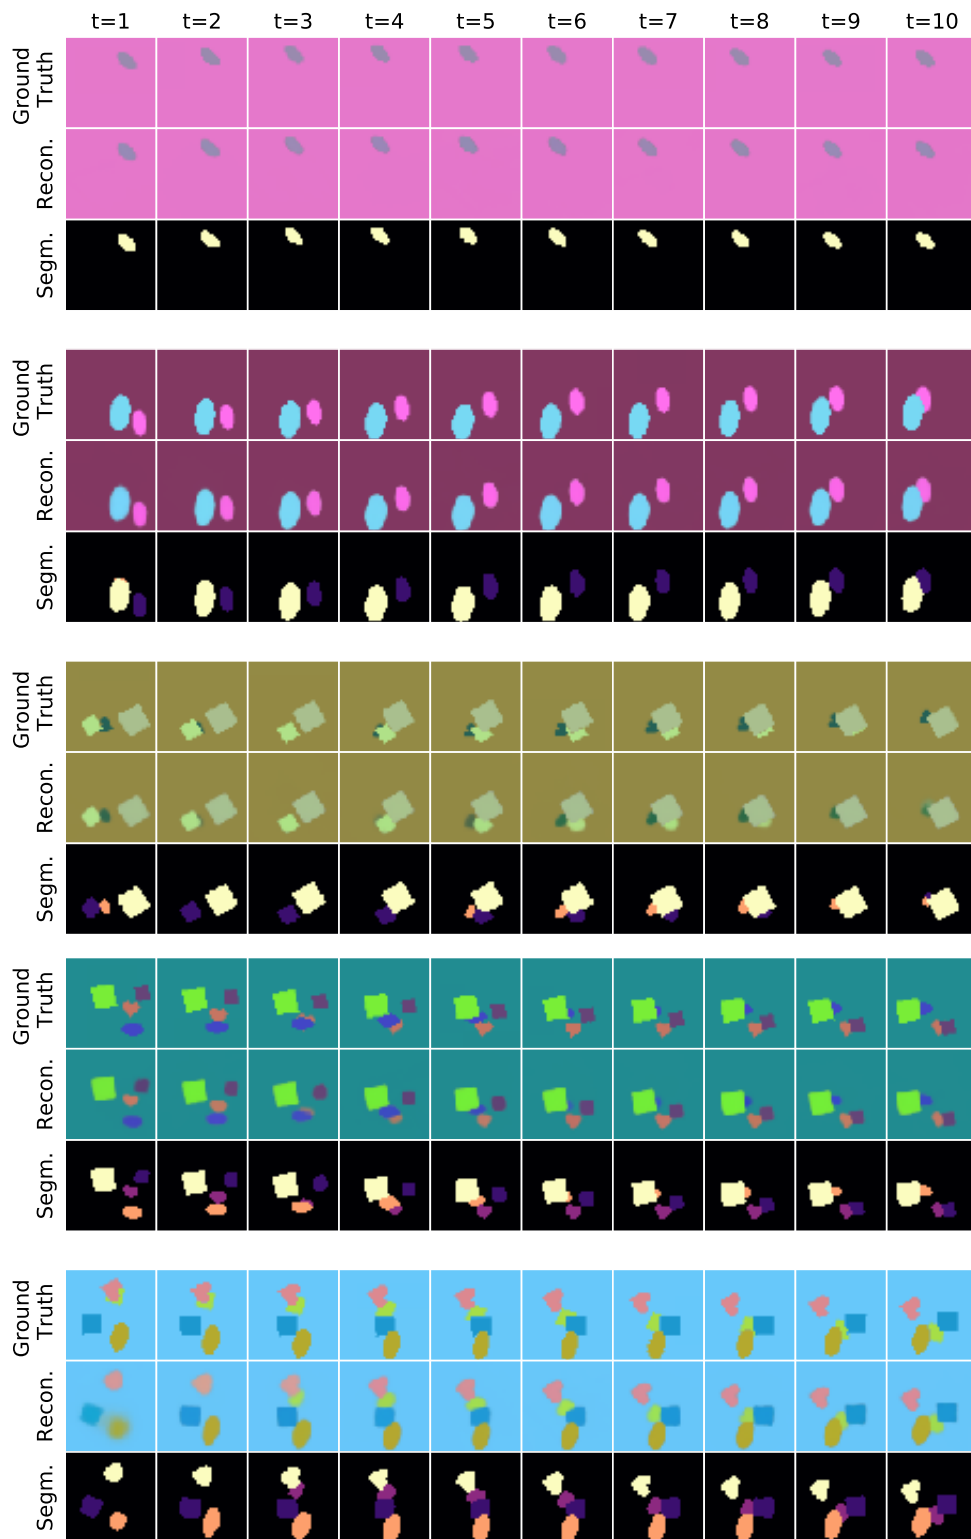 t=1 t=2 t=3 t=4 t=5 t=6 t=7 t=8 t=9 t=10
Ground
Truth
Recon.
Segm.
Ground
Truth
Recon.
Segm.
Ground
Truth
Recon.
Segm.
Ground
Truth
Recon.
Segm.
Ground
Truth
Recon.
Segm.